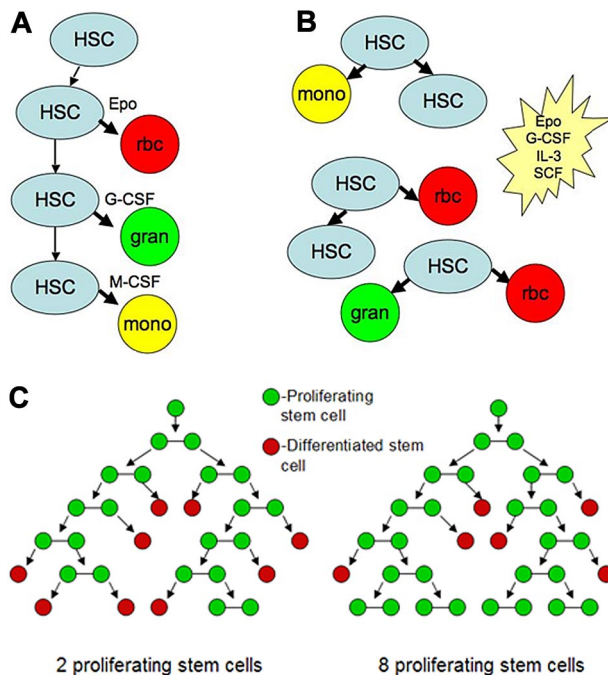 A
HSC
HSC
Epo
rbc
HSC
G-CSF
gran
HSC
M-CSF
mono
B
HSC
mono
HSC
Epo
G-CSF
IL-3
SCF
HSC
rbc
HSC
HSC
gran
rbc
C
-Proliferating
stem cell
-Differentiated stem
cell
2 proliferating stem cells
8 proliferating stem cells